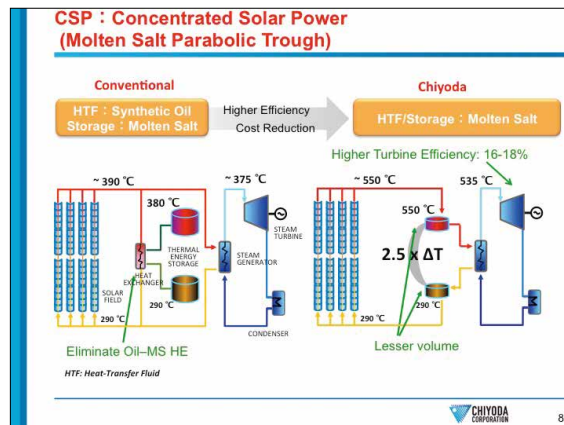 CSP：Concentrated Solar Power
(Molten Salt Parabolic Trough)
Conventional
Chiyoda
HTF：Synthetic Oil
Storage：Molten Salt
Higher Efficiency
Cost Reduction
HTF/Storage：Molten Salt
Higher Turbine Efficiency: 16-18%
~ 390 ℃
~ 375 ℃
380 ℃
STEAM
TURBINE
THERMAL
ENERGY
STORAGE
STEAM
GENERATOR
HEAT
EXCHANGER
SOLAR
FIELD
290 ℃
290 ℃
M
CONDENSER
Eliminate Oil–MS HE
~ 550 ℃
535 ℃
550 ℃
2.5 x ΔT
290 ℃
290 ℃
M
Lesser volume
HTF: Heat-Transfer Fluid
CHIYODA
CORPORATION
8